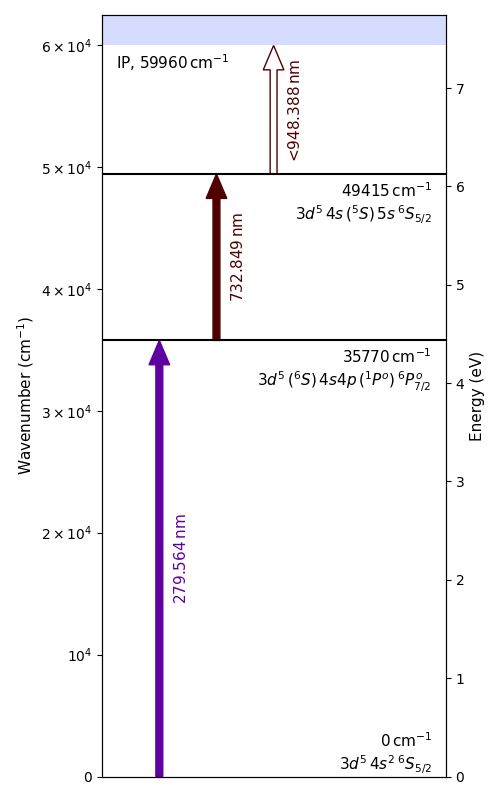 6 × 10⁴
IP, 59960 cm⁻¹
<948.388 nm
7
5 × 10⁴
6
49415 cm⁻¹
3d⁵ 4s (⁵S) 5s ⁶S₅/₂
732.849 nm
5
4 × 10⁴
35770 cm⁻¹
3d⁵ (⁶S) 4s4p (¹Pᵒ) ⁶Pᵒ₇/₂
4
Wavenumber (cm⁻¹)
Energy (eV)
3 × 10⁴
3
279.564 nm
2 × 10⁴
2
10⁴
1
0 cm⁻¹
3d⁵ 4s² ⁶S₅/₂
0
0